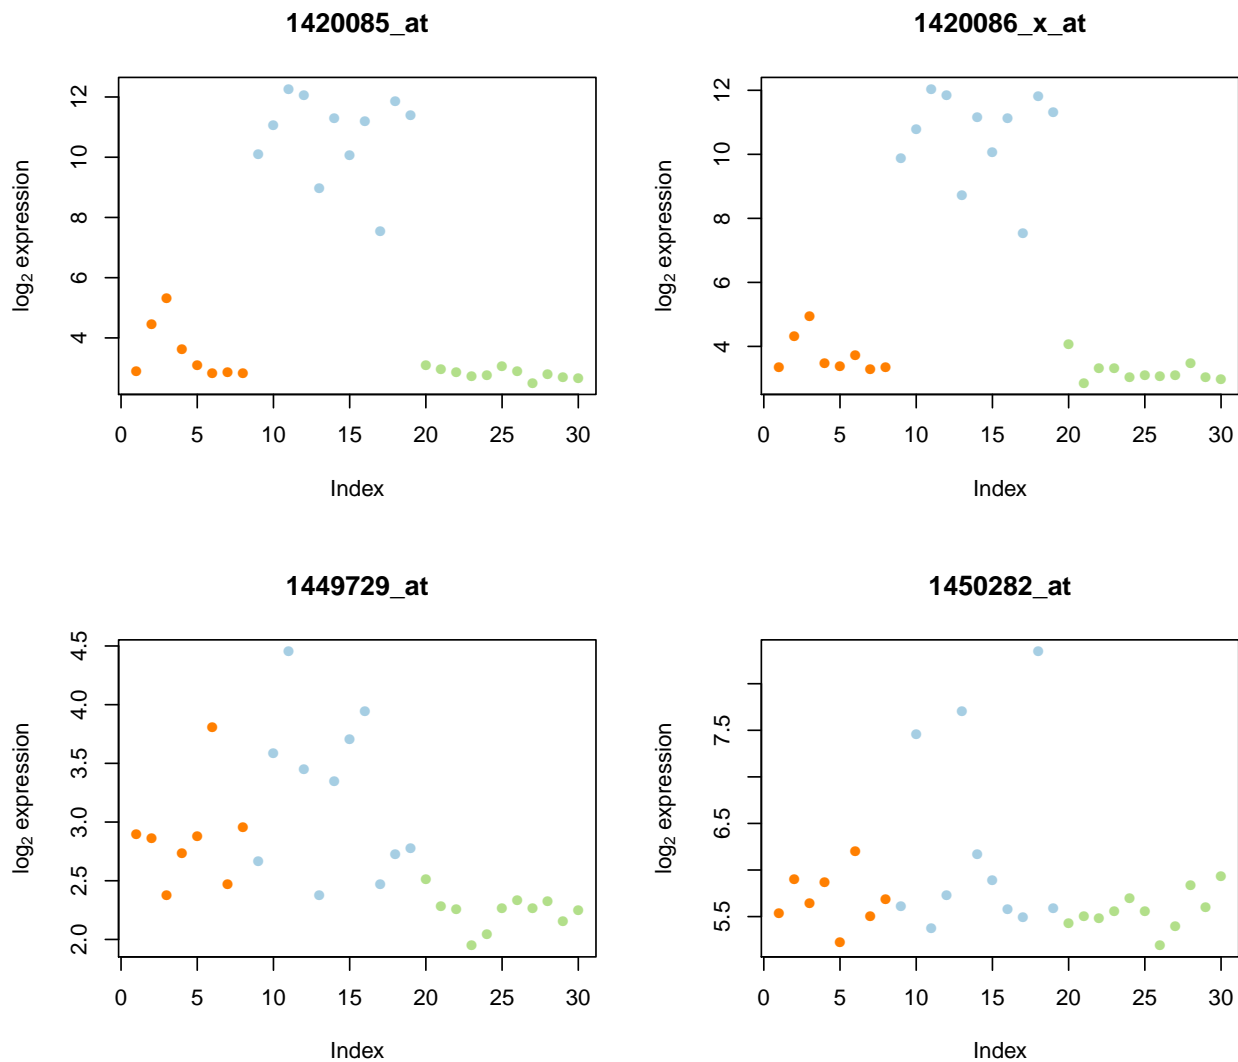 1420085_at
log2 expression
4 6 8 10 12
0 5 10 15 20 25 30
Index
1420086_x_at
log2 expression
4 6 8 10 12
0 5 10 15 20 25 30
Index
1449729_at
log2 expression
2.0 2.5 3.0 3.5 4.0 4.5
0 5 10 15 20 25 30
Index
1450282_at
log2 expression
5.5 6.5 7.5
0 5 10 15 20 25 30
Index